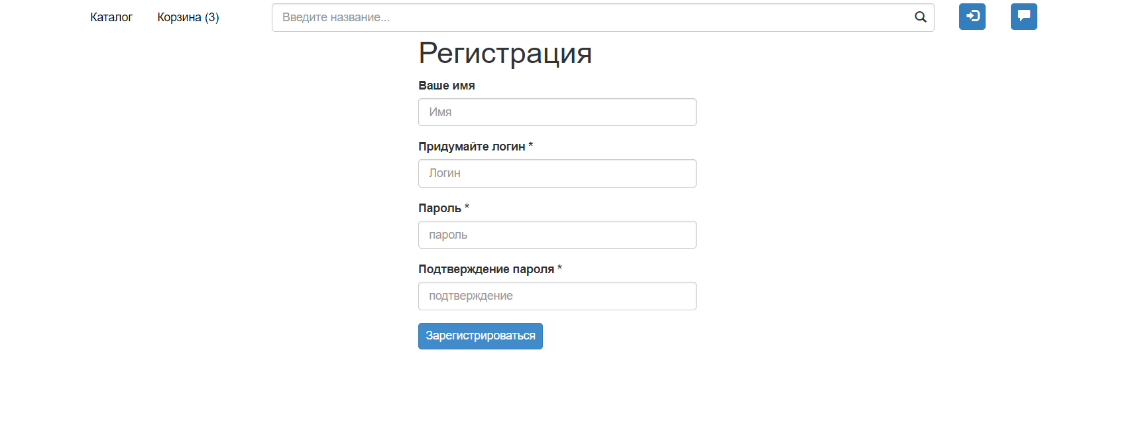 Каталог Корзина (3) Введите название...
Регистрация
Ваше имя
Имя
Придумайте логин *
Логин
Пароль *
пароль
Подтверждение пароля *
подтверждение
Зарегистрироваться